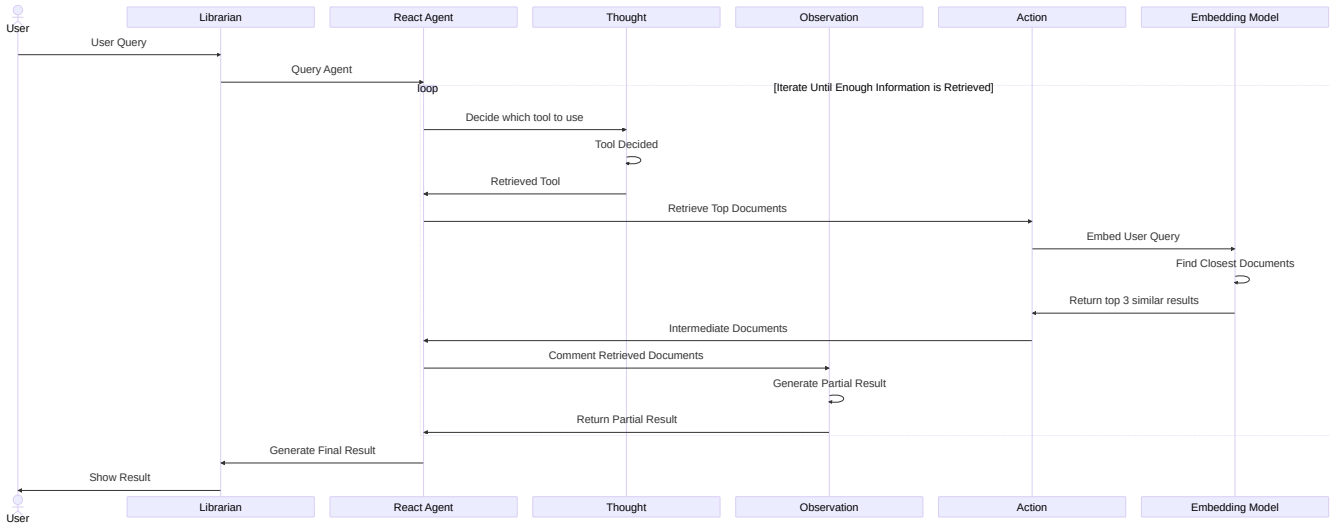 Librarian
React Agent
Thought
Observation
Action
Embedding Model
User
User Query
Query Agent
loop
[Iterate Until Enough Information is Retrieved]
Decide which tool to use
Tool Decided
Retrieved Tool
Retrieve Top Documents
Embed User Query
Find Closest Documents
Return top 3 similar results
Intermediate Documents
Comment Retrieved Documents
Generate Partial Result
Return Partial Result
Generate Final Result
Show Result
Librarian
React Agent
Thought
Observation
Action
Embedding Model
User